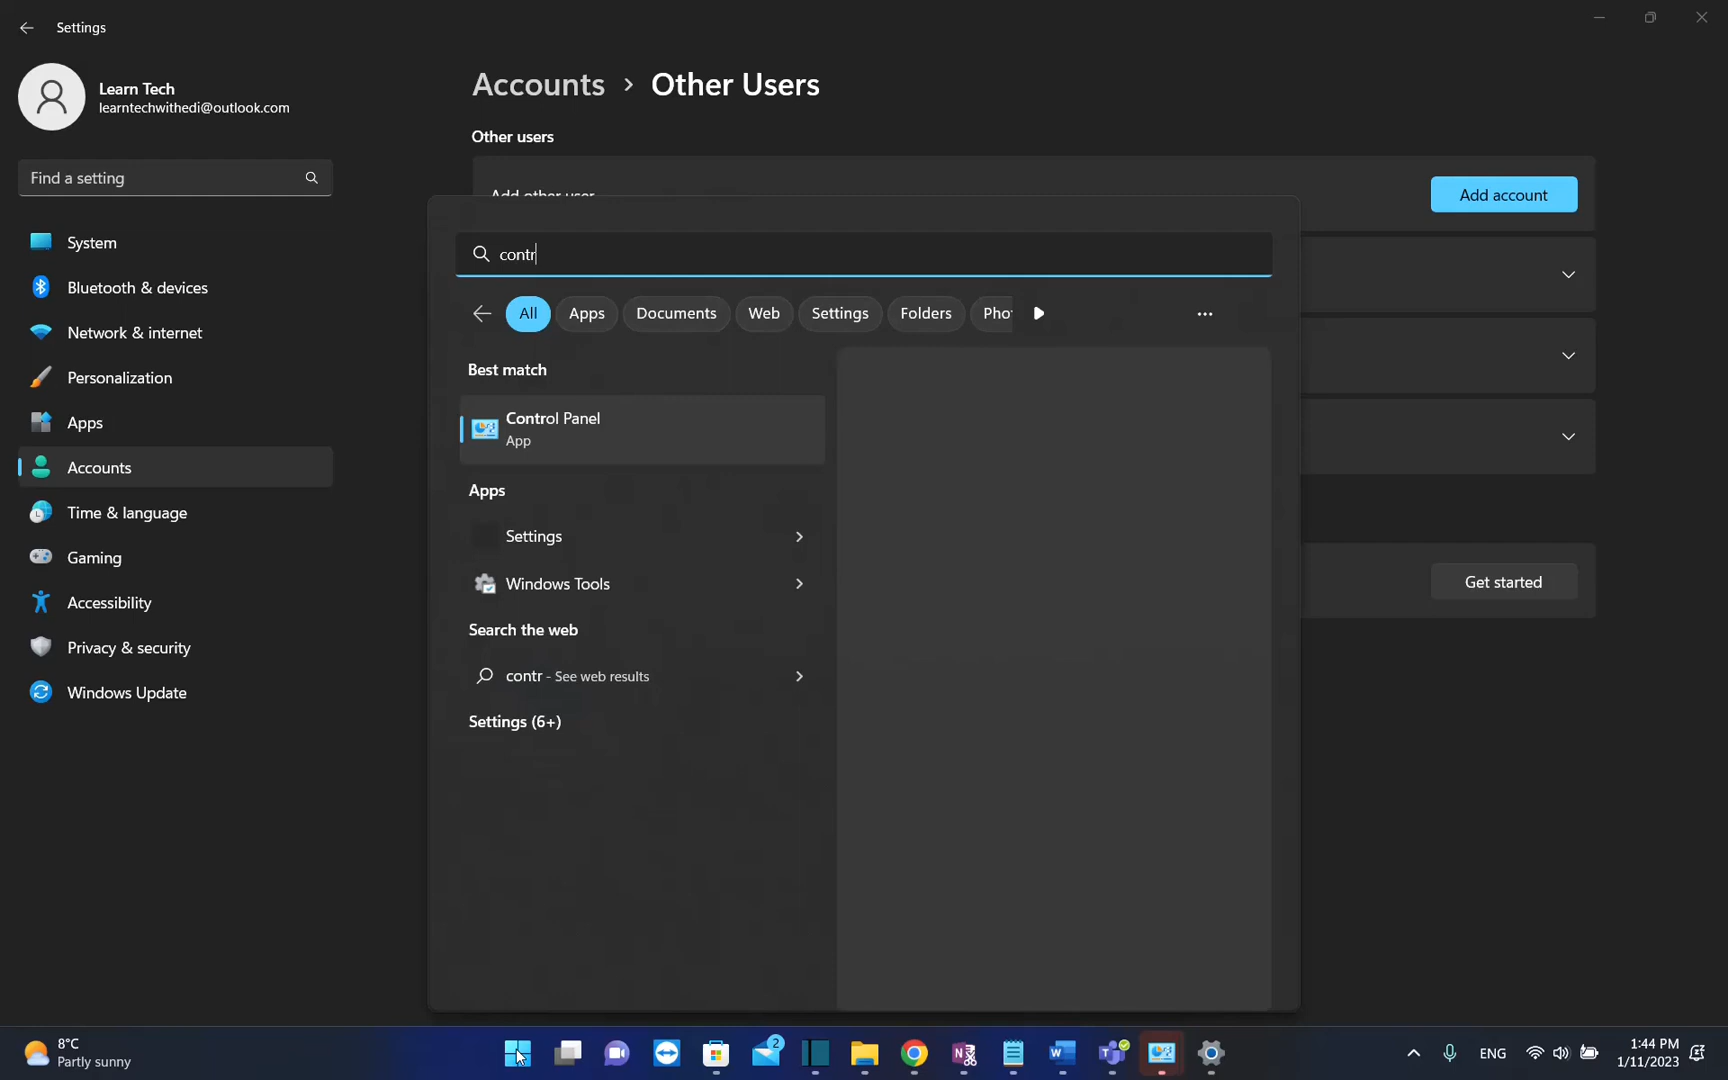 Settings
Learn Tech
learntechwithedi@outlook.com
Find a setting
System
Bluetooth & devices
Network & internet
Personalization
Apps
Accounts
Time & language
Gaming
Accessibility
Privacy & security
Windows Update
Accounts > Other Users
Other users
Add other user
Add account
Get started
contr
All
Apps
Documents
Web
Settings
Folders
Pho
Best match
Control Panel
App
Apps
Settings
Windows Tools
Search the web
contr - See web results
Settings (6+)
8°C
Partly sunny
2
ENG
1:44 PM
1/11/2023